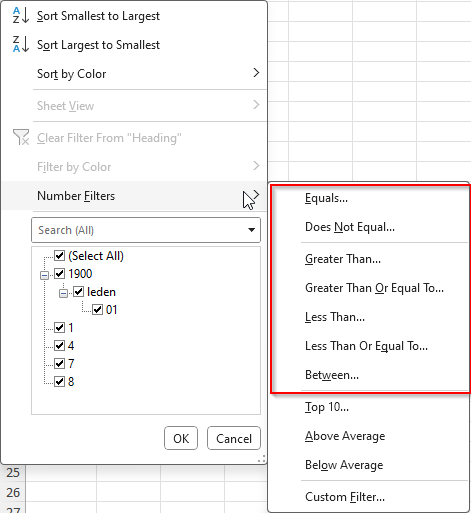 Sort Smallest to Largest
Sort Largest to Smallest
Sort by Color
Sheet View
Clear Filter From "Heading"
Filter by Color
Number Filters
Search (All)
(Select All)
1900
leden
01
1
4
7
8
OK
Cancel
Equals...
Does Not Equal...
Greater Than...
Greater Than Or Equal To...
Less Than...
Less Than Or Equal To...
Between...
Top 10...
Above Average
Below Average
Custom Filter...
25
26
27